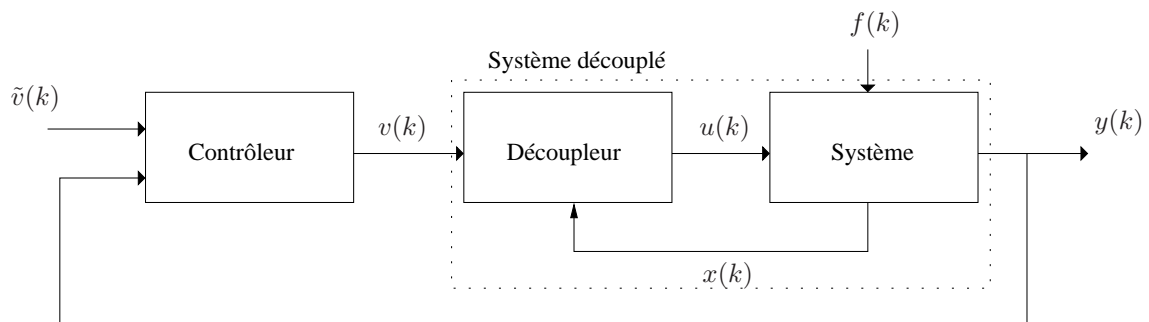 f(k)
Système découplé
ṽ(k)
v(k)
u(k)
y(k)
Contrôleur
Découpleur
Système
x(k)